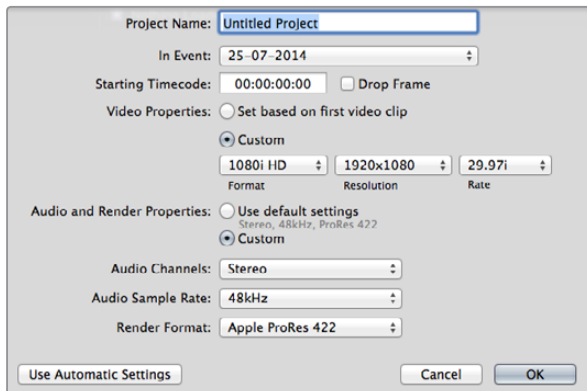 Project Name: Untitled Project
In Event: 25-07-2014
Starting Timecode: 00:00:00:00 Drop Frame
Video Properties: Set based on first video clip
Custom
1080i HD 1920x1080 29.97i
Format Resolution Rate
Audio and Render Properties: Use default settings
Stereo, 48kHz, ProRes 422
Custom
Audio Channels: Stereo
Audio Sample Rate: 48kHz
Render Format: Apple ProRes 422
Use Automatic Settings Cancel OK